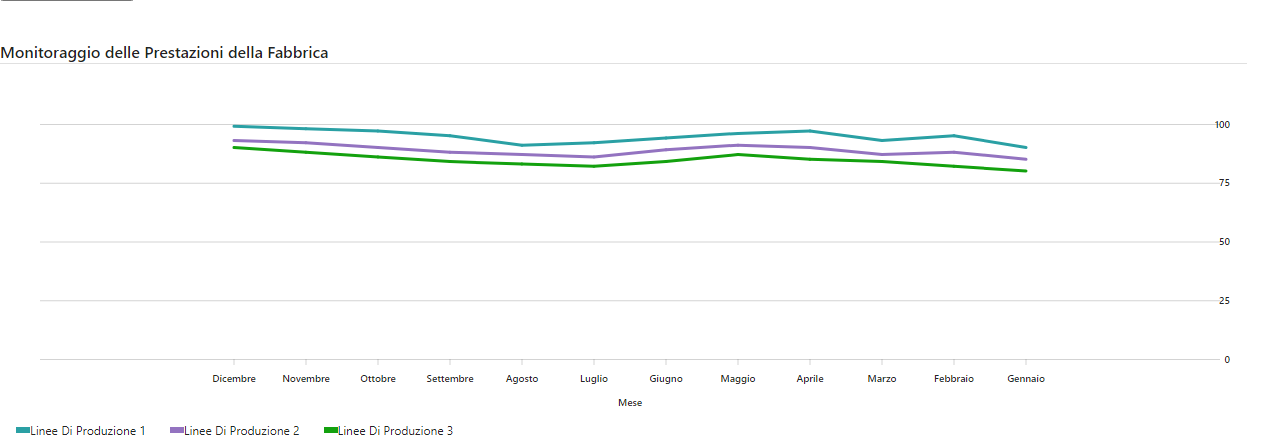 Monitoraggio delle Prestazioni della Fabbrica
100
75
50
25
0
Dicembre Novembre Ottobre Settembre Agosto Luglio Giugno Maggio Aprile Marzo Febbraio Gennaio
Mese
Linee Di Produzione 1 Linee Di Produzione 2 Linee Di Produzione 3